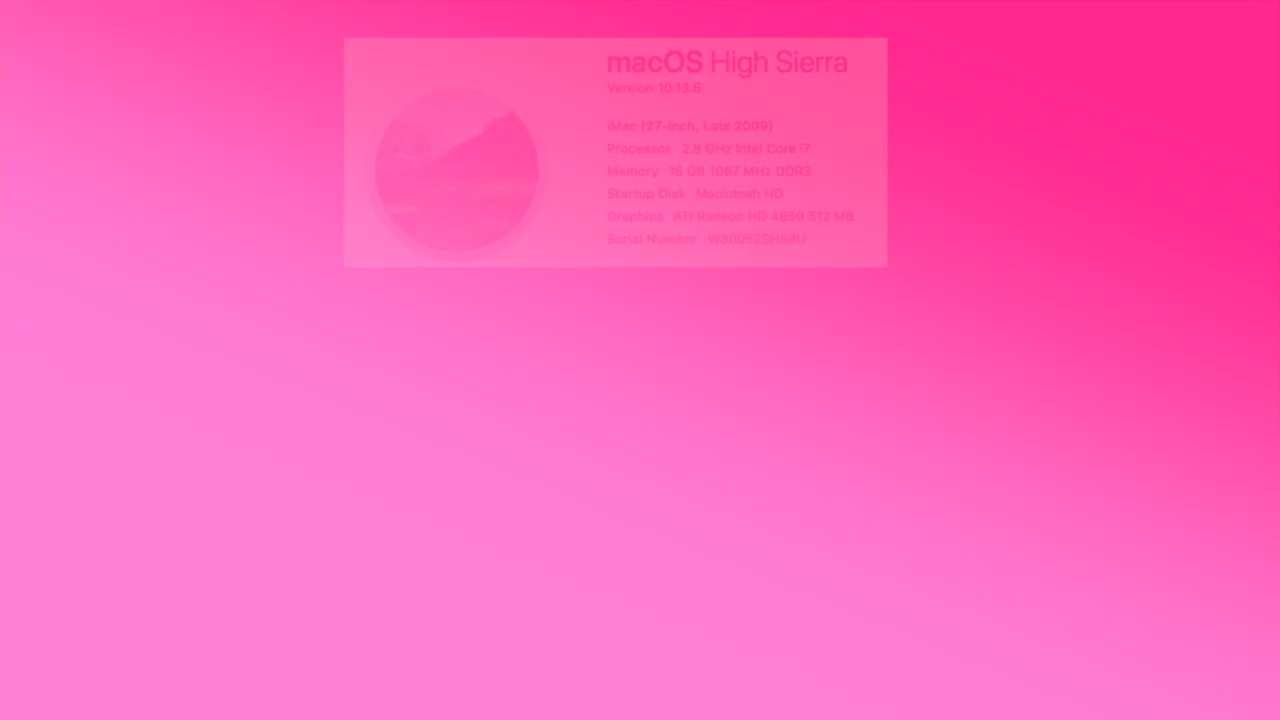 macOS High Sierra
Version 10.13.6
iMac (27-inch, Late 2009)
Processor 2.8 GHz Intel Core i7
Memory 16 GB 1067 MHz DDR3
Startup Disk Macintosh HD
Graphics ATI Radeon HD 4850 512 MB
Serial Number